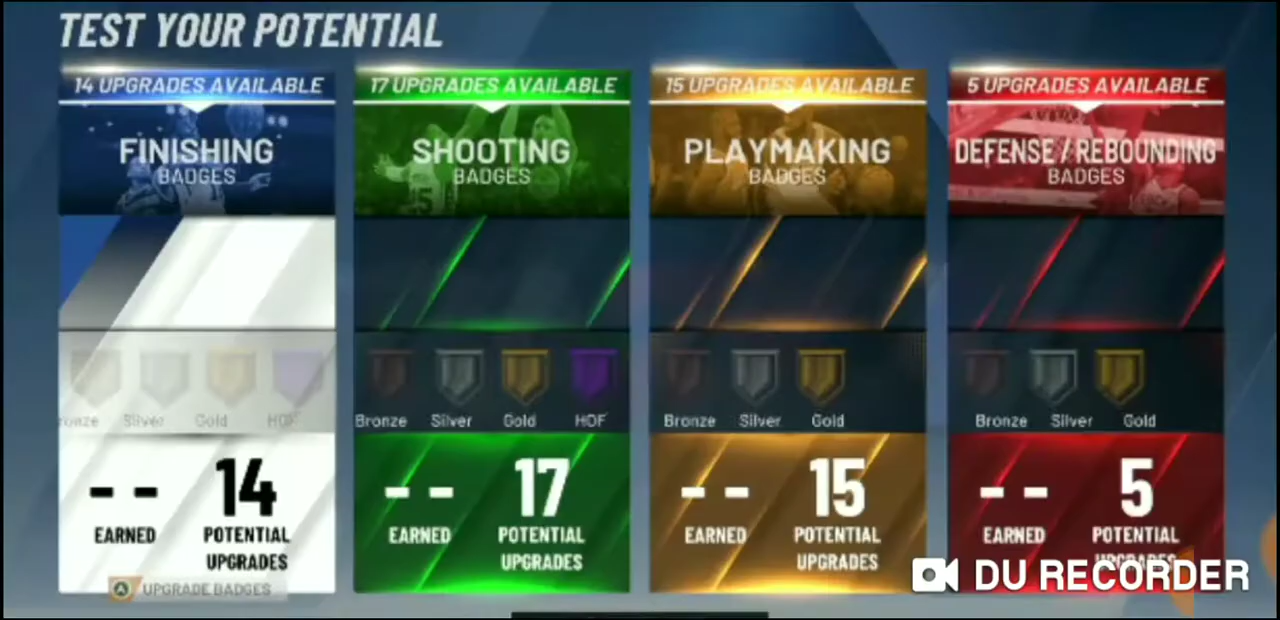 TEST YOUR POTENTIAL
14 UPGRADES AVAILABLE
FINISHING
BADGES
Silver Gold HOF
-- EARNED
14 POTENTIAL UPGRADES
A UPGRADE BADGES
17 UPGRADES AVAILABLE
SHOOTING
BADGES
Bronze Silver Gold HOF
-- EARNED
17 POTENTIAL UPGRADES
15 UPGRADES AVAILABLE
PLAYMAKING
BADGES
Bronze Silver Gold
-- EARNED
15 POTENTIAL UPGRADES
5 UPGRADES AVAILABLE
DEFENSE / REBOUNDING
BADGES
Bronze Silver Gold
-- EARNED
5 POTENTIAL UPGRADES
DU RECORDER